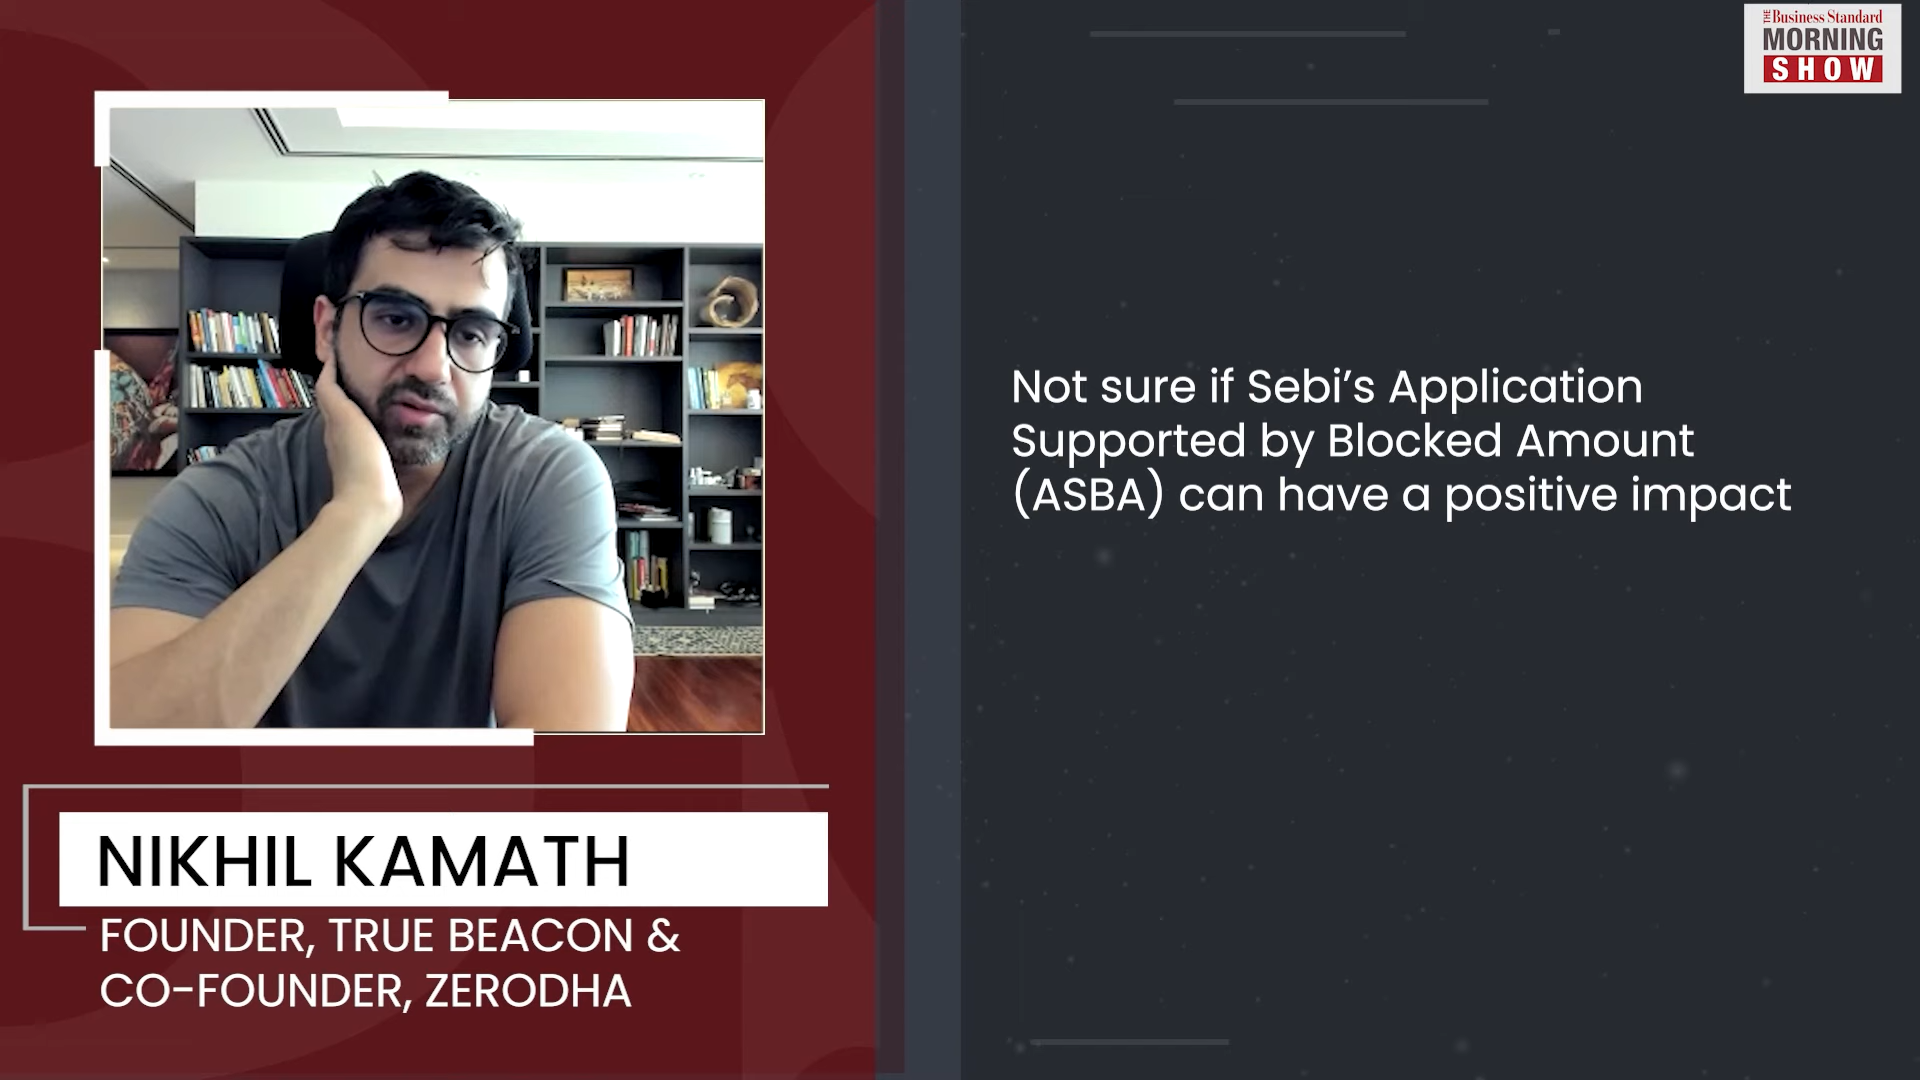 THE Business Standard
MORNING
SHOW
Not sure if Sebi’s Application
Supported by Blocked Amount
(ASBA) can have a positive impact
NIKHIL KAMATH
FOUNDER, TRUE BEACON &
CO-FOUNDER, ZERODHA